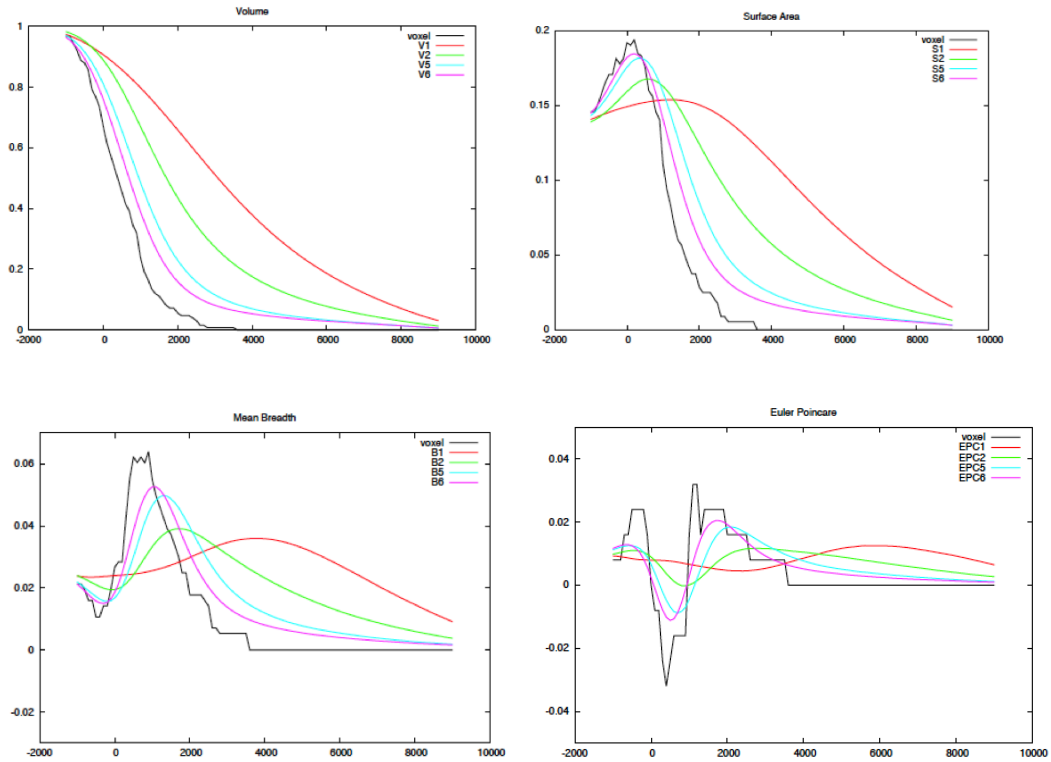 Volume
1
0.8
0.6
0.4
0.2
0
-2000 0 2000 4000 6000 8000 10000
voxel
V1
V2
V5
V6
Surface Area
0.2
0.15
0.1
0.05
0
-2000 0 2000 4000 6000 8000 10000
voxel
S1
S2
S5
S6
Mean Breadth
0.06
0.04
0.02
0
-0.02
-2000 0 2000 4000 6000 8000 10000
voxel
B1
B2
B5
B6
Euler Poincare
0.04
0.02
0
-0.02
-0.04
-2000 0 2000 4000 6000 8000 10000
voxel
EPC1
EPC2
EPC5
EPC6